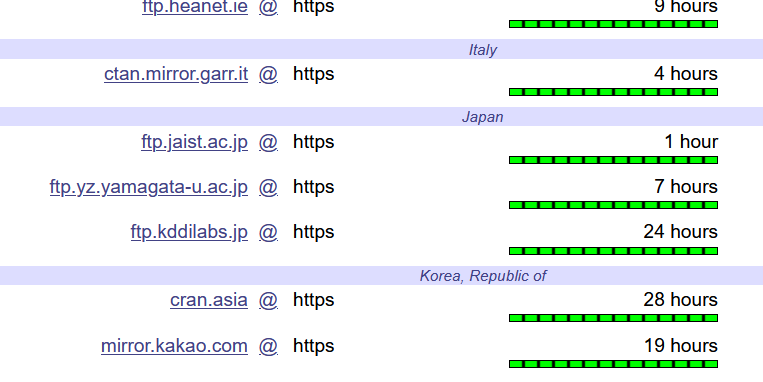 ftp.heanet.ie @ https 9 hours
Italy
ctan.mirror.garr.it @ https 4 hours
Japan
ftp.jaist.ac.jp @ https 1 hour
ftp.yz.yamagata-u.ac.jp @ https 7 hours
ftp.kddilabs.jp @ https 24 hours
Korea, Republic of
cran.asia @ https 28 hours
mirror.kakao.com @ https 19 hours